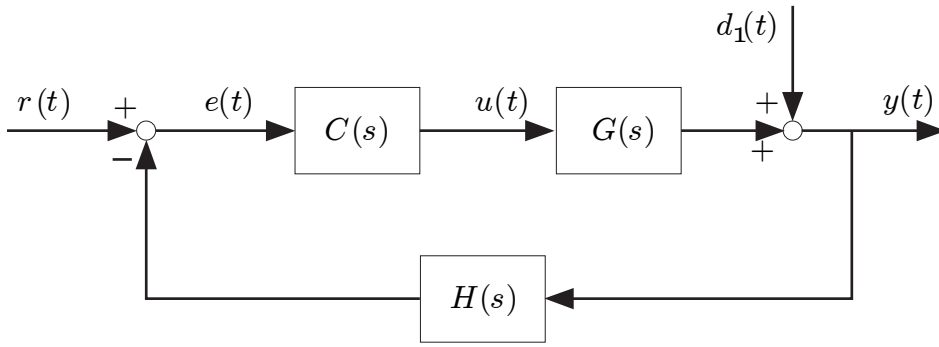 d₁(t)
r(t)
+
e(t)
C(s)
u(t)
G(s)
+
+
y(t)
−
H(s)